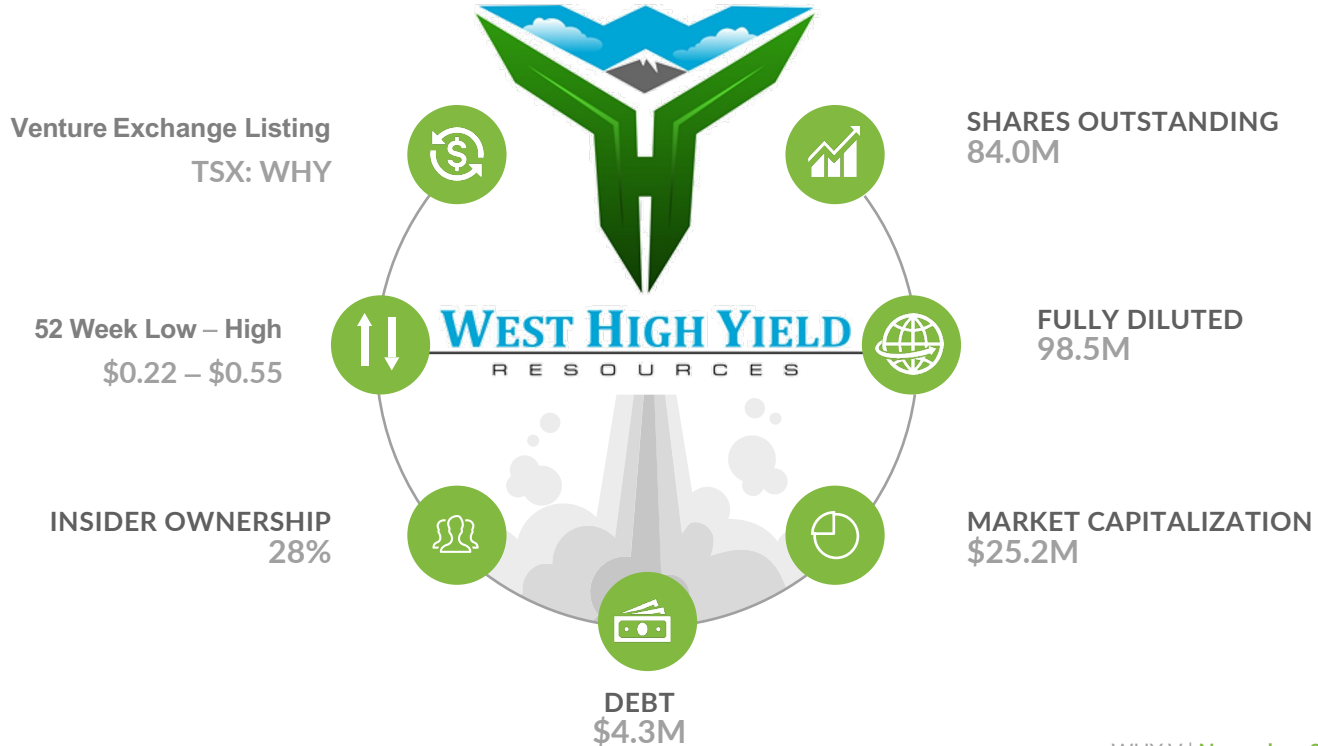 Venture Exchange Listing
TSX: WHY
52 Week Low – High
$0.22 – $0.55
INSIDER OWNERSHIP
28%
WEST HIGH YIELD
RESOURCES
DEBT
$4.3M
SHARES OUTSTANDING
84.0M
FULLY DILUTED
98.5M
MARKET CAPITALIZATION
$25.2M